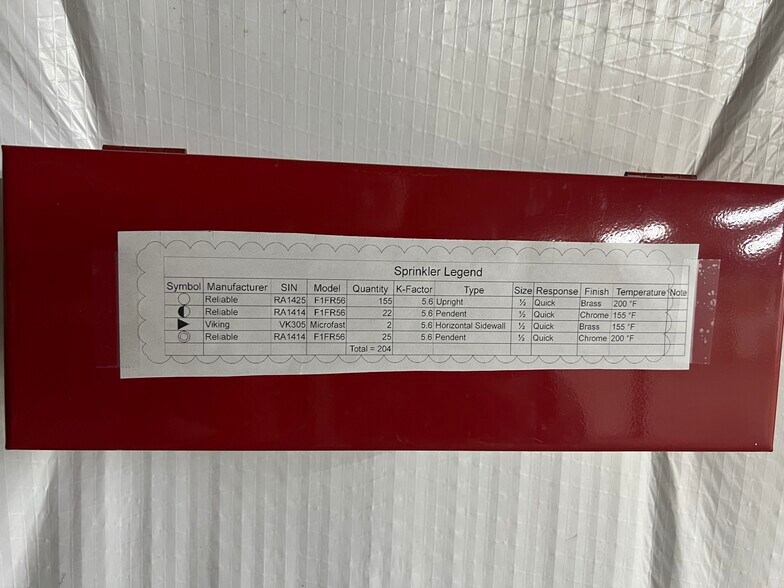 Sprinkler Legend
Symbol Manufacturer SIN Model Quantity K-Factor Type Size Response Finish Temperature Note
Reliable RA1425 F1FR56 155 5.6 Upright ½ Quick Brass 200 °F
Reliable RA1414 F1FR56 22 5.6 Pendent ½ Quick Chrome 155 °F
Viking VK305 Microfast 2 5.6 Horizontal Sidewall ½ Quick Brass 155 °F
Reliable RA1414 F1FR56 25 5.6 Pendent ½ Quick Chrome 200 °F
Total = 204